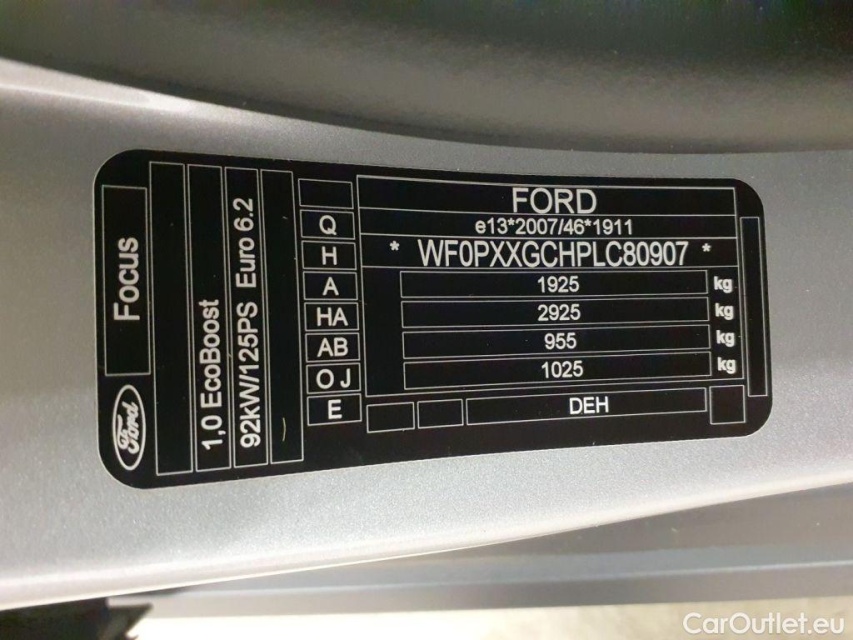 Focus
Ford
1,0 EcoBoost
92kW/125PS Euro 6.2
Q
H
A
HA
AB
O J
E
FORD
e13*2007/46*1911
* WF0PXXGCHPLC80907 *
1925 kg
2925 kg
955 kg
1025 kg
DEH
CarOutlet.eu